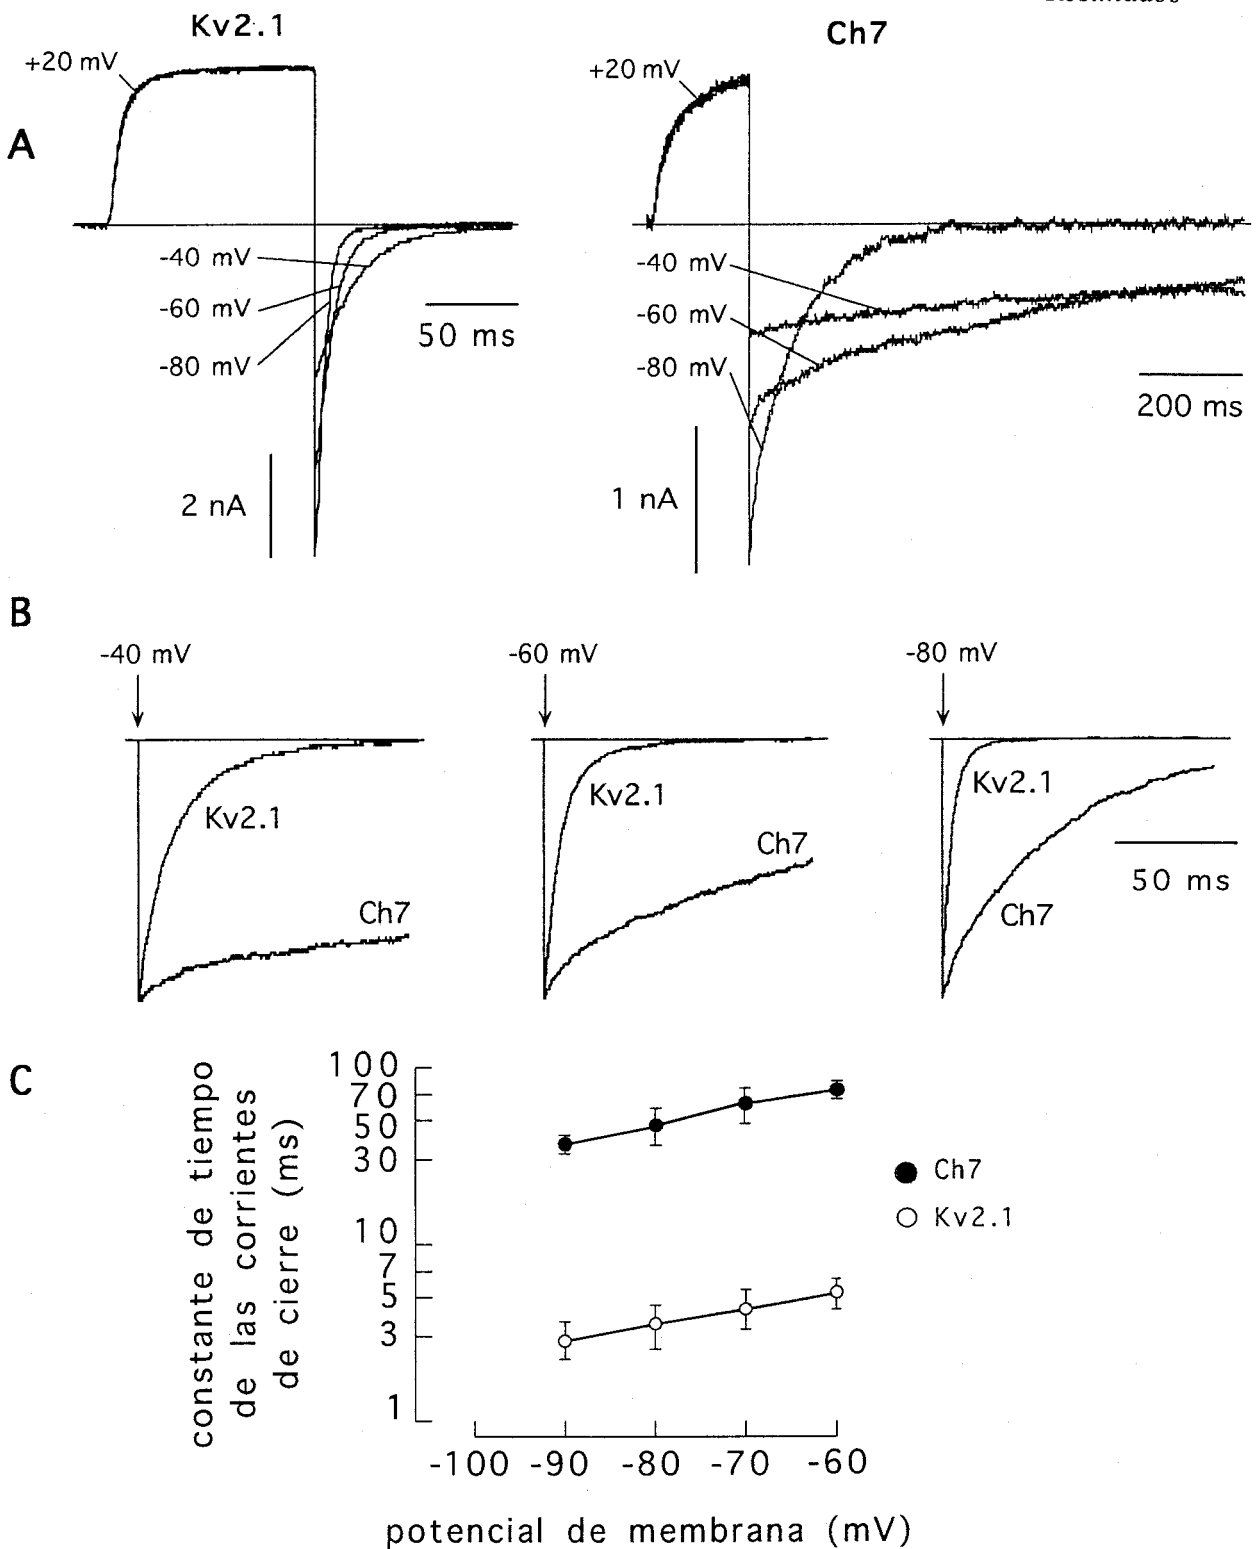 Kv2.1
Ch7
+20 mV
+20 mV
A
-40 mV
-60 mV
-80 mV
50 ms
2 nA
-40 mV
-60 mV
-80 mV
200 ms
1 nA
B
-40 mV
-60 mV
-80 mV
Kv2.1
Ch7
Kv2.1
Ch7
Kv2.1
Ch7
50 ms
C
constante de tiempo
de las corrientes
de cierre (ms)
100
70
50
30
10
7
5
3
1
Ch7
Kv2.1
-100 -90 -80 -70 -60
potencial de membrana (mV)